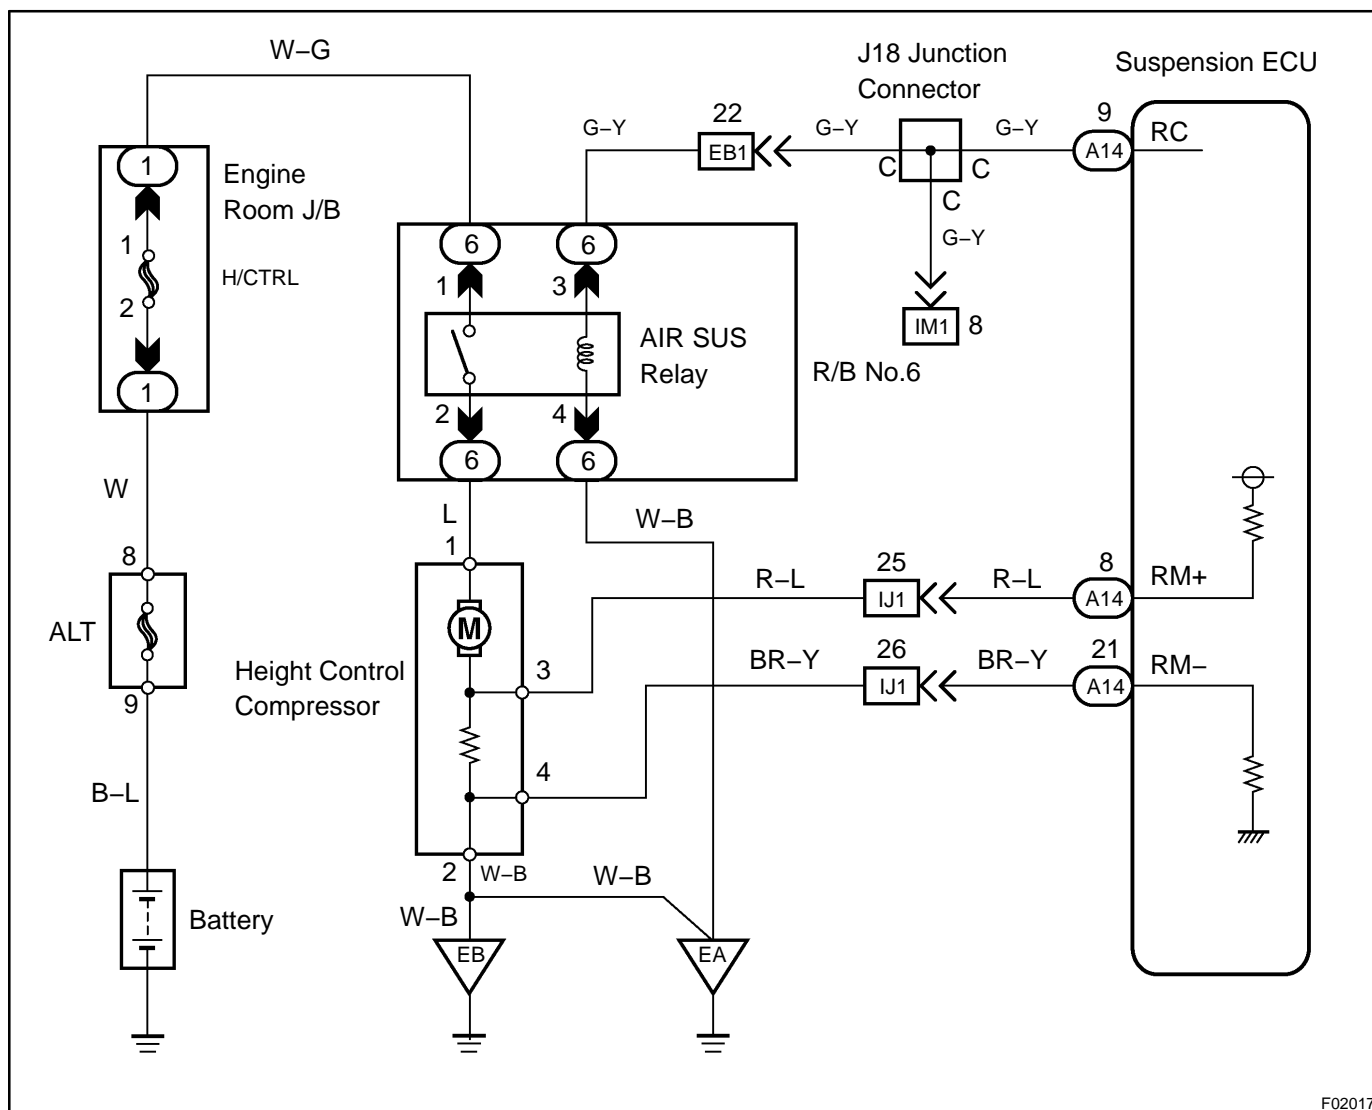 W–G
J18 Junction
Connector
Suspension ECU
G–Y
22
EB1
G–Y
G–Y
9
A14
RC
C
C
C
G–Y
IM1
8
1
Engine
Room J/B
1
H/CTRL
2
1
6
6
1
3
AIR SUS
Relay
R/B No.6
2
4
6
6
W
L
W–B
8
ALT
9
1
M
Height Control
Compressor
3
4
2
R–L
25
IJ1
R–L
8
A14
RM+
BR–Y
26
IJ1
BR–Y
21
A14
RM–
B–L
Battery
W–B
W–B
W–B
EB
EA
F02017